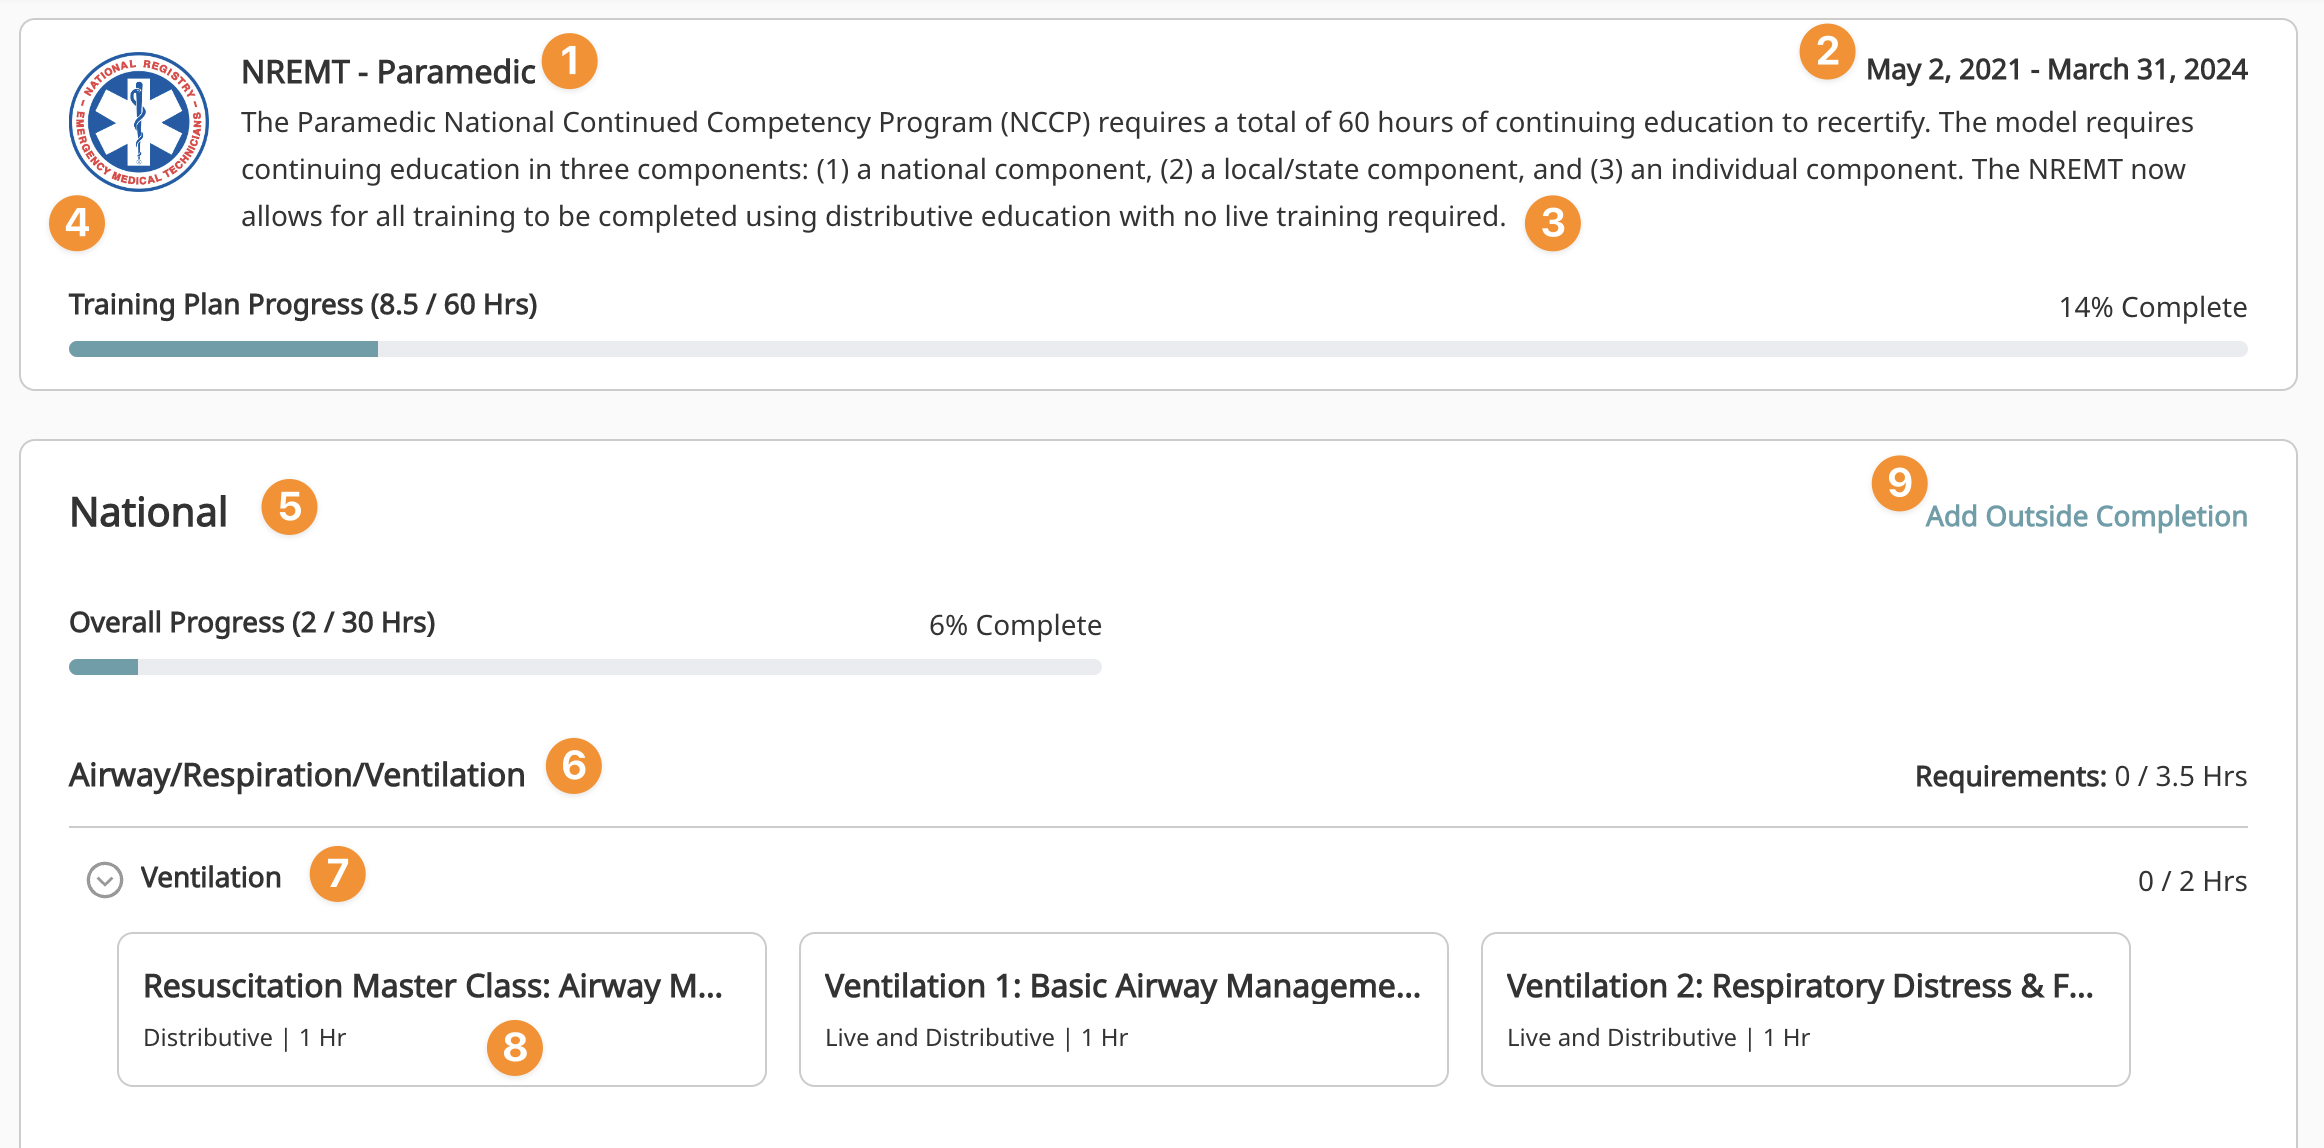 NREMT - Paramedic 1
2 May 2, 2021 - March 31, 2024
NATIONAL REGISTRY
EMERGENCY MEDICAL TECHNICIANS
The Paramedic National Continued Competency Program (NCCP) requires a total of 60 hours of continuing education to recertify. The model requires
continuing education in three components: (1) a national component, (2) a local/state component, and (3) an individual component. The NREMT now
4
allows for all training to be completed using distributive education with no live training required. 3
Training Plan Progress (8.5 / 60 Hrs)
14% Complete
National 5
9
Add Outside Completion
Overall Progress (2 / 30 Hrs)
6% Complete
Airway/Respiration/Ventilation 6
Requirements: 0 / 3.5 Hrs
Ventilation 7
0 / 2 Hrs
Resuscitation Master Class: Airway M...
Distributive | 1 Hr
8
Ventilation 1: Basic Airway Manageme...
Live and Distributive | 1 Hr
Ventilation 2: Respiratory Distress & F...
Live and Distributive | 1 Hr